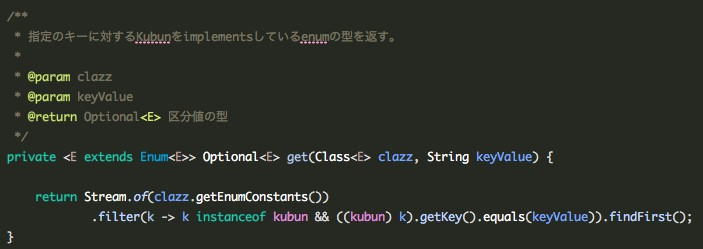 /**
 * 指定のキーに対するKubunをimplementsしているenumの型を返す。
 *
 * @param clazz
 * @param keyValue
 * @return Optional<E> 区分値の型
 */
private <E extends Enum<E>> Optional<E> get(Class<E> clazz, String keyValue) {
    return Stream.of(clazz.getEnumConstants())
            .filter(k -> k instanceof kubun && ((kubun) k).getKey().equals(keyValue)).findFirst();
}